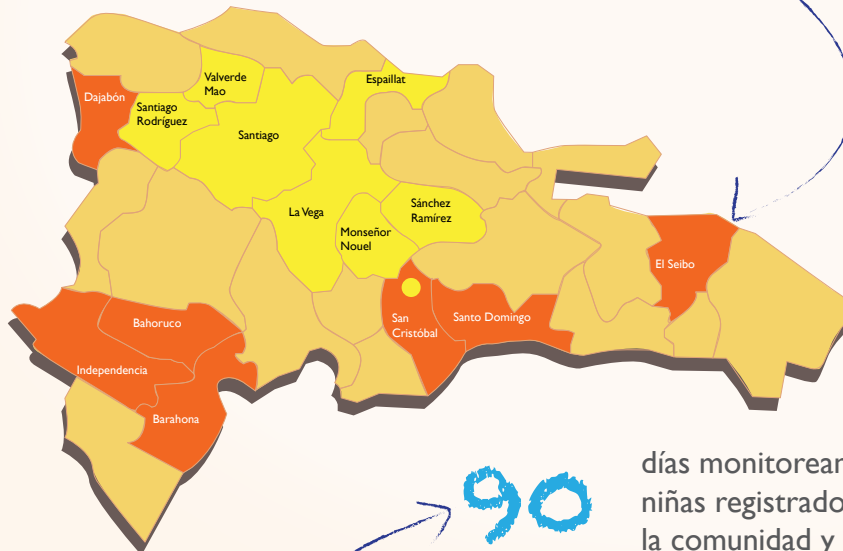 Valverde
Mao
Espaillat
Dajabón
Santiago
Rodríguez
Santiago
La Vega
Sánchez
Ramírez
Monseñor
Nouel
El Seibo
San
Cristóbal
Santo Domingo
Bahoruco
Independencia
Barahona
90
días monitorean
niñas registrado
la comunidad y